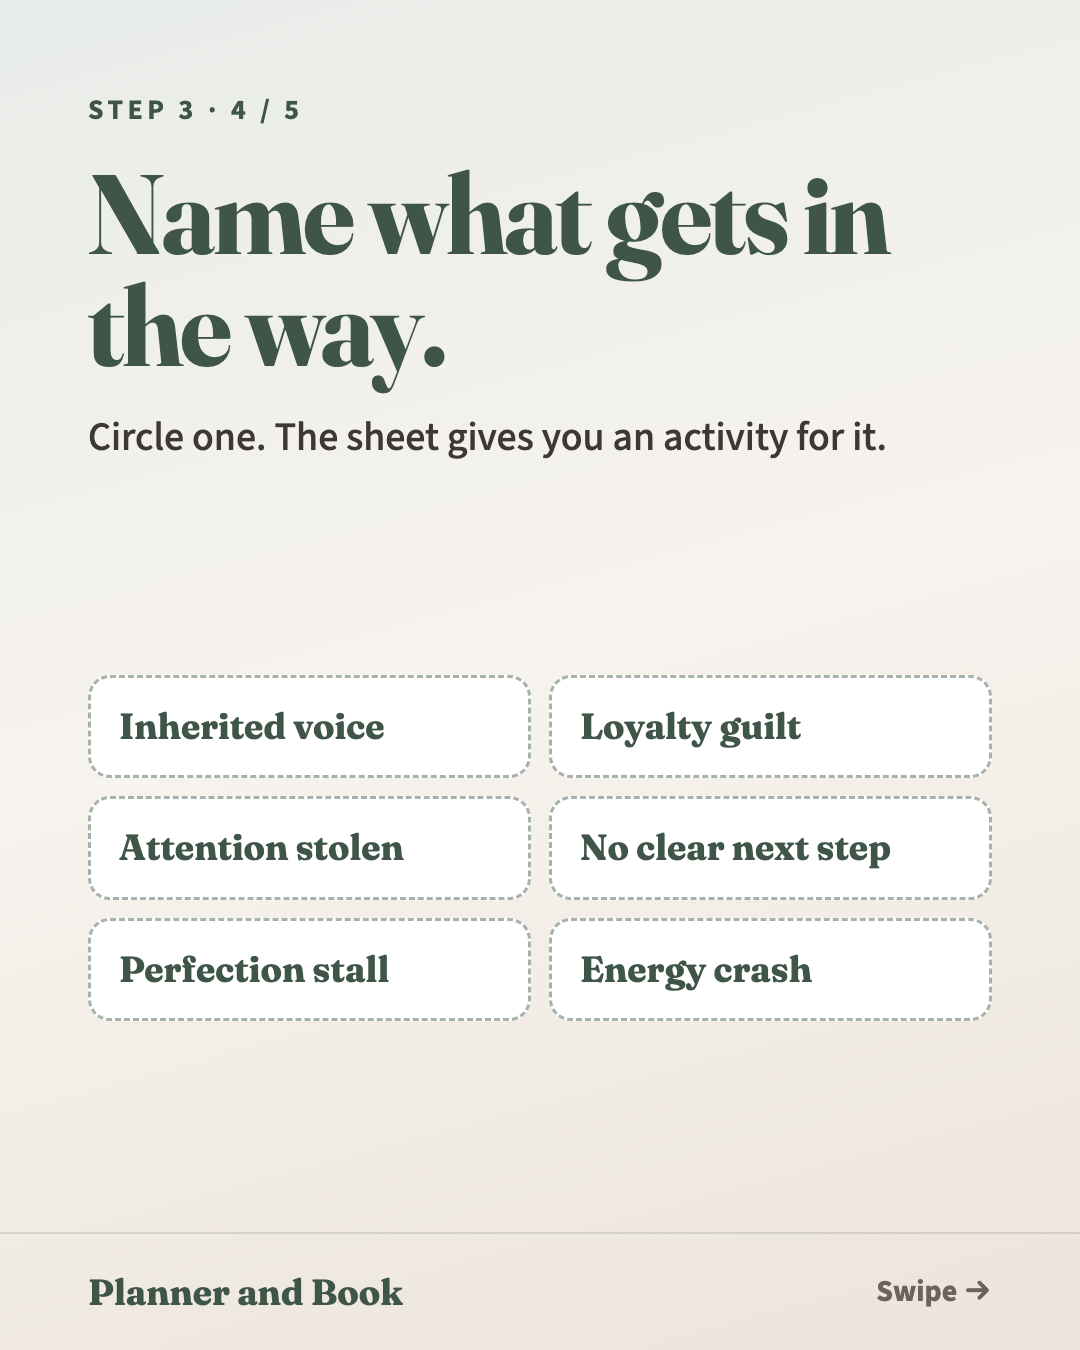 STEP 3 · 4 / 5
Name what gets in
the way.
Circle one. The sheet gives you an activity for it.
Inherited voice
Loyalty guilt
Attention stolen
No clear next step
Perfection stall
Energy crash
Planner and Book
Swipe →